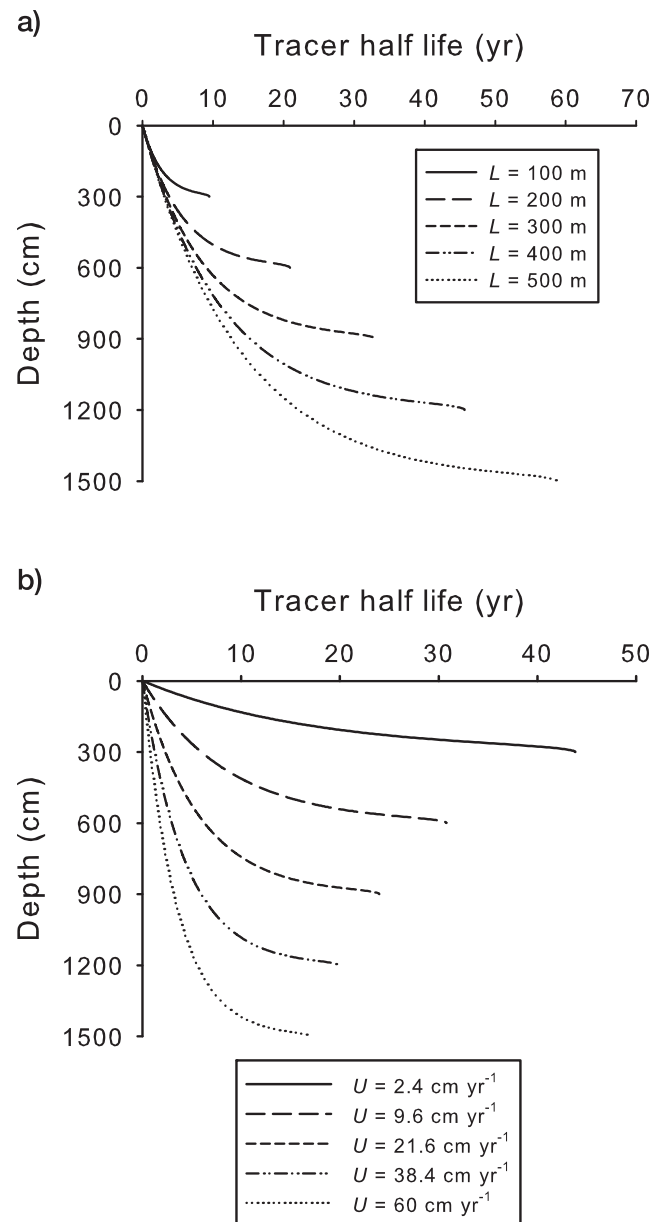 a)
Tracer half life (yr)
0 10 20 30 40 50 60 70
0
300
600
900
1200
1500
Depth (cm)
L = 100 m
L = 200 m
L = 300 m
L = 400 m
L = 500 m
b)
Tracer half life (yr)
0 10 20 30 40 50
0
300
600
900
1200
1500
Depth (cm)
U = 2.4 cm yr⁻¹
U = 9.6 cm yr⁻¹
U = 21.6 cm yr⁻¹
U = 38.4 cm yr⁻¹
U = 60 cm yr⁻¹